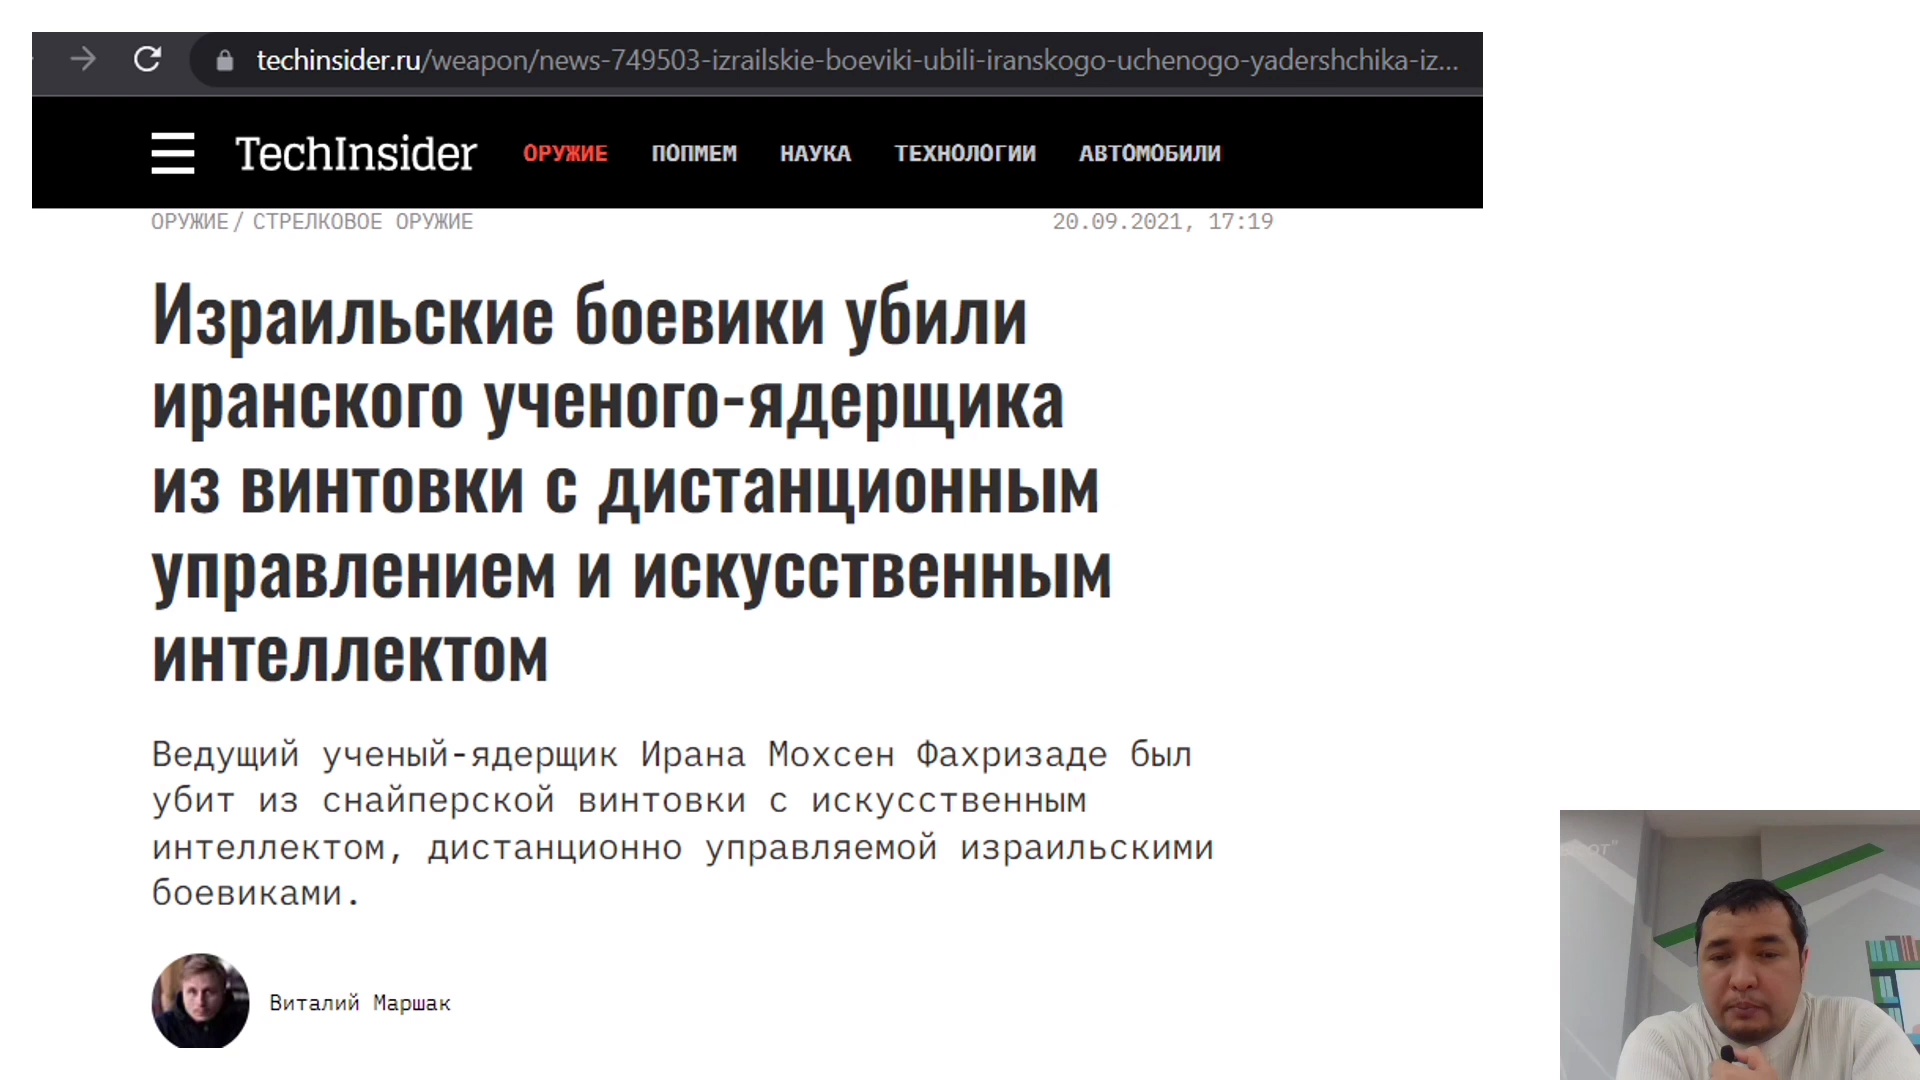 techinsider.ru/weapon/news-749503-izrailskie-boeviki-ubili-iranskogo-uchenogo-yadershchika-iz...
TechInsider ОРУЖИЕ ПОПМЕМ НАУКА ТЕХНОЛОГИИ АВТОМОБИЛИ
ОРУЖИЕ/ СТРЕЛКОВОЕ ОРУЖИЕ 20.09.2021, 17:19
Израильские боевики убили
иранского ученого-ядерщика
из винтовки с дистанционным
управлением и искусственным
интеллектом
Ведущий ученый-ядерщик Ирана Мохсен Фахризаде был
убит из снайперской винтовки с искусственным
интеллектом, дистанционно управляемой израильскими
боевиками.
Виталий Маршак